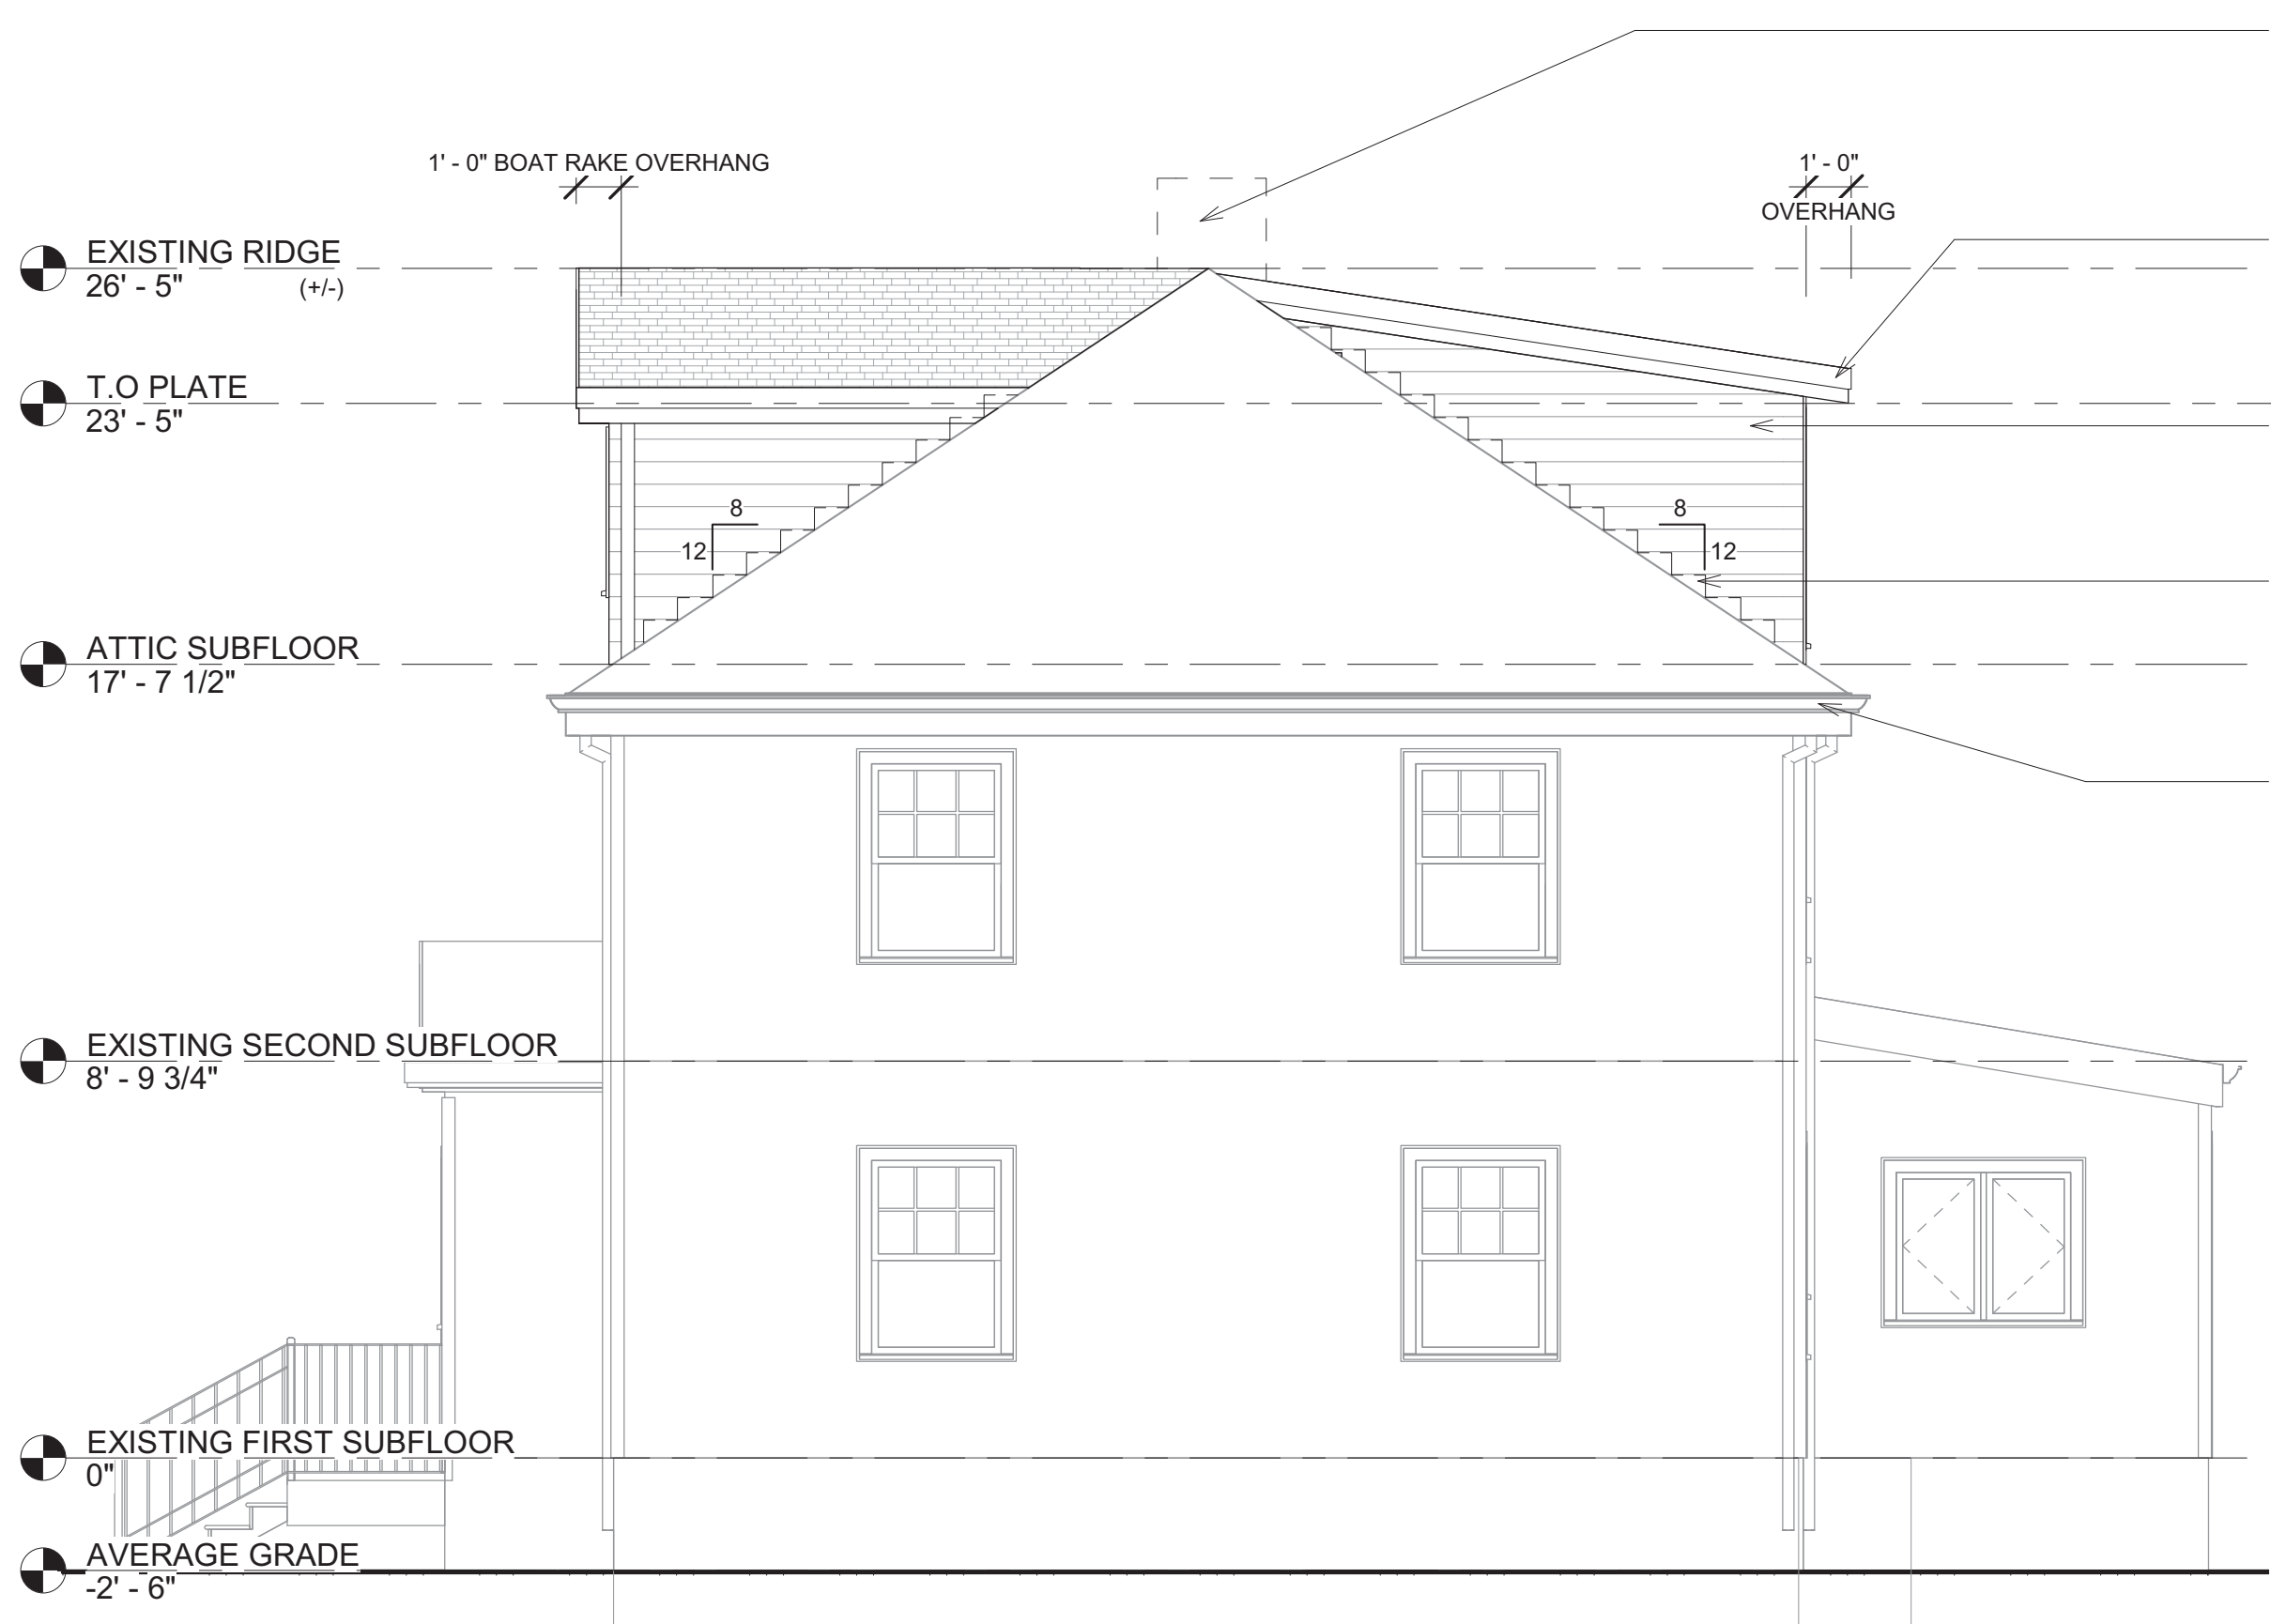 1' - 0" BOAT RAKE OVERHANG
1' - 0"
OVERHANG
EXISTING RIDGE
26' - 5" (+/-)
T.O PLATE
23' - 5"
8
12
8
12
ATTIC SUBFLOOR
17' - 7 1/2"
EXISTING SECOND SUBFLOOR
8' - 9 3/4"
EXISTING FIRST SUBFLOOR
0"
AVERAGE GRADE
-2' - 6"